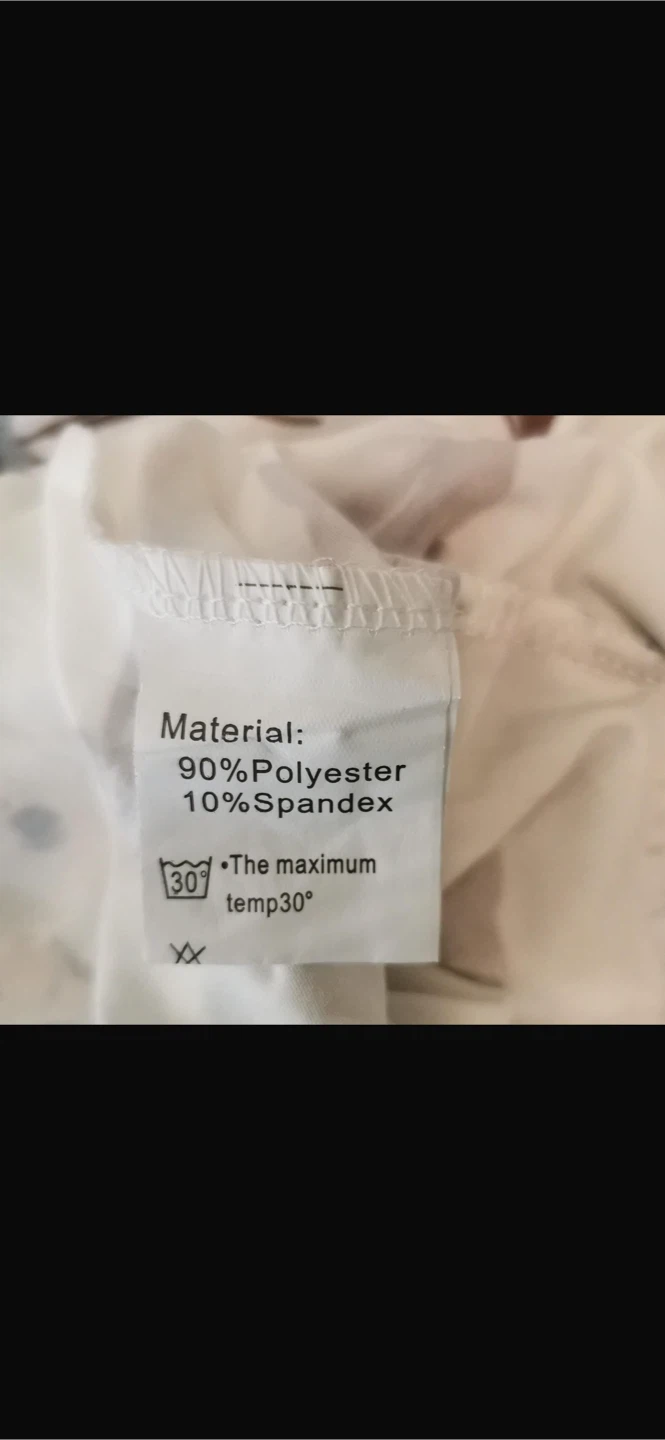 Material:
90%Polyester
10%Spandex
30°
•The maximum
temp30°